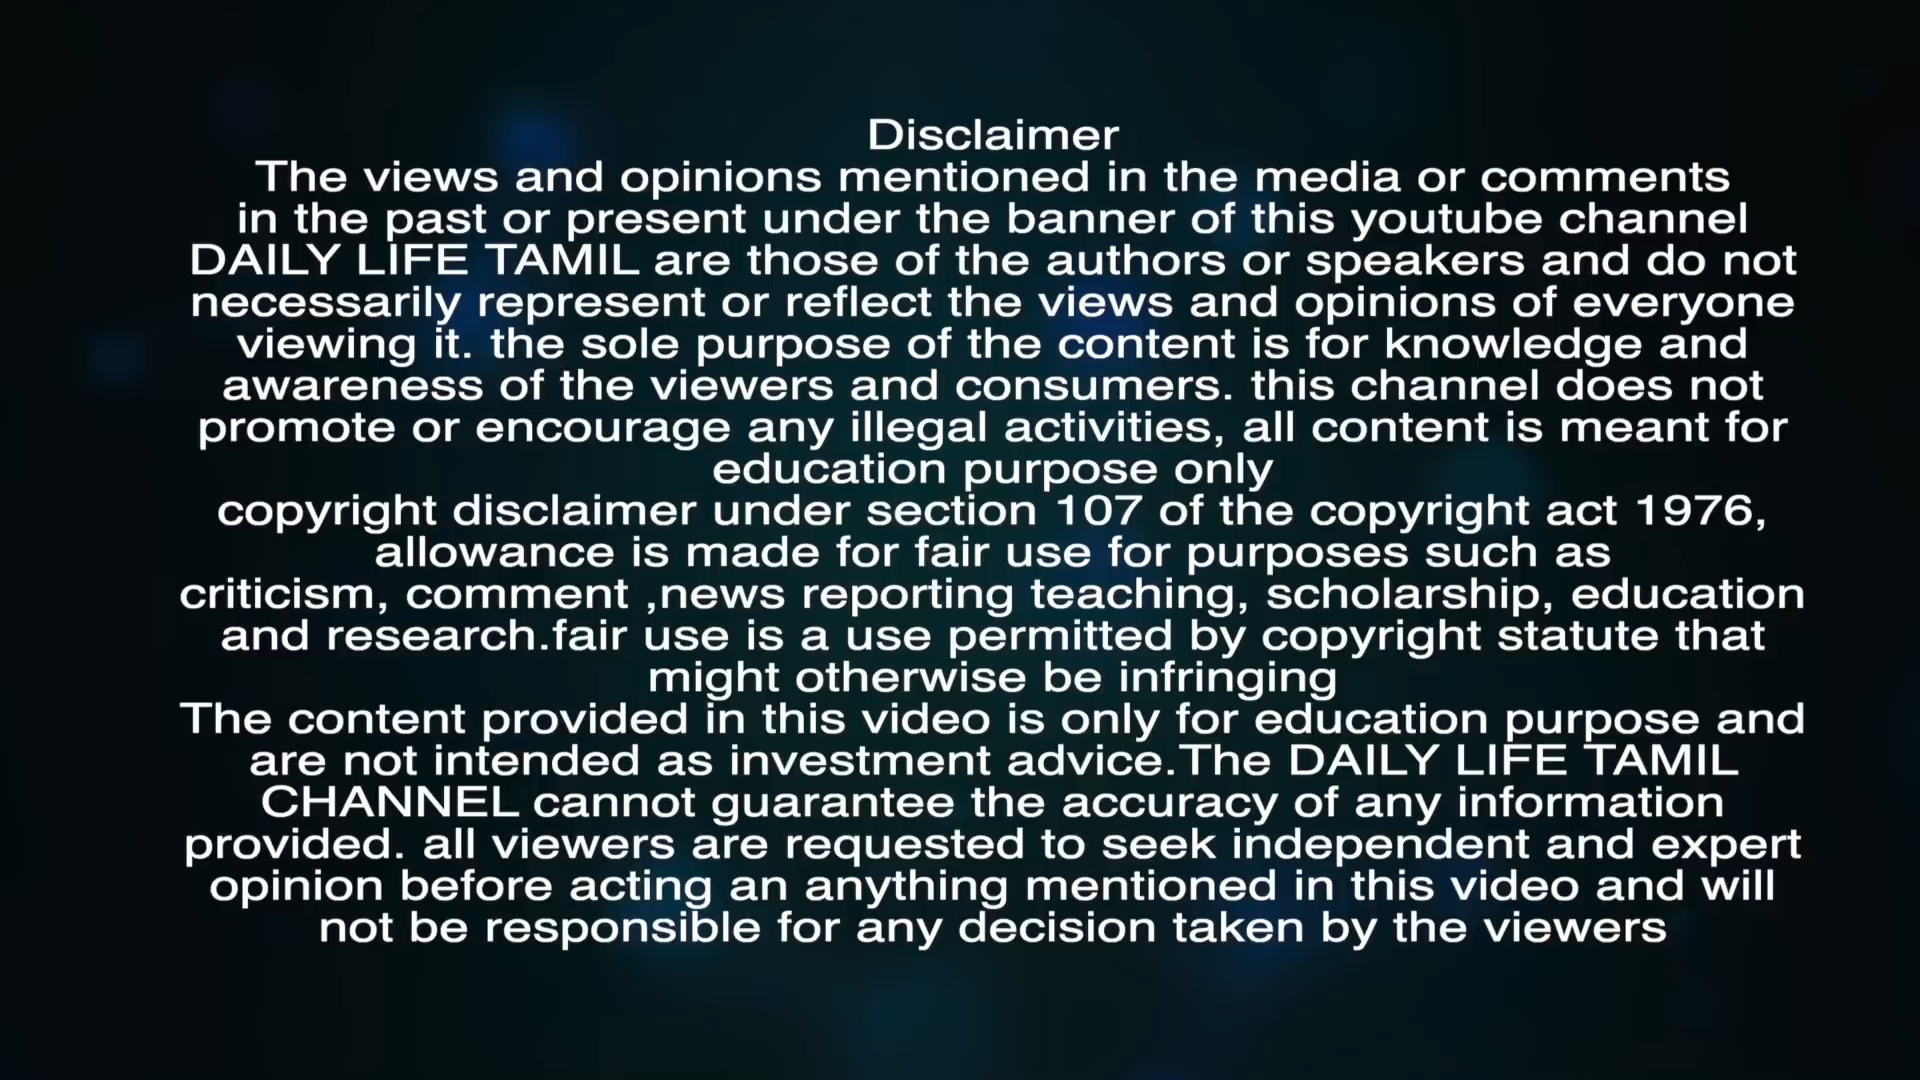 Disclaimer
The views and opinions mentioned in the media or comments
in the past or present under the banner of this youtube channel
DAILY LIFE TAMIL are those of the authors or speakers and do not
necessarily represent or reflect the views and opinions of everyone
viewing it. the sole purpose of the content is for knowledge and
awareness of the viewers and consumers. this channel does not
promote or encourage any illegal activities, all content is meant for
education purpose only
copyright disclaimer under section 107 of the copyright act 1976,
allowance is made for fair use for purposes such as
criticism, comment ,news reporting teaching, scholarship, education
and research.fair use is a use permitted by copyright statute that
might otherwise be infringing
The content provided in this video is only for education purpose and
are not intended as investment advice.The DAILY LIFE TAMIL
CHANNEL cannot guarantee the accuracy of any information
provided. all viewers are requested to seek independent and expert
opinion before acting an anything mentioned in this video and will
not be responsible for any decision taken by the viewers